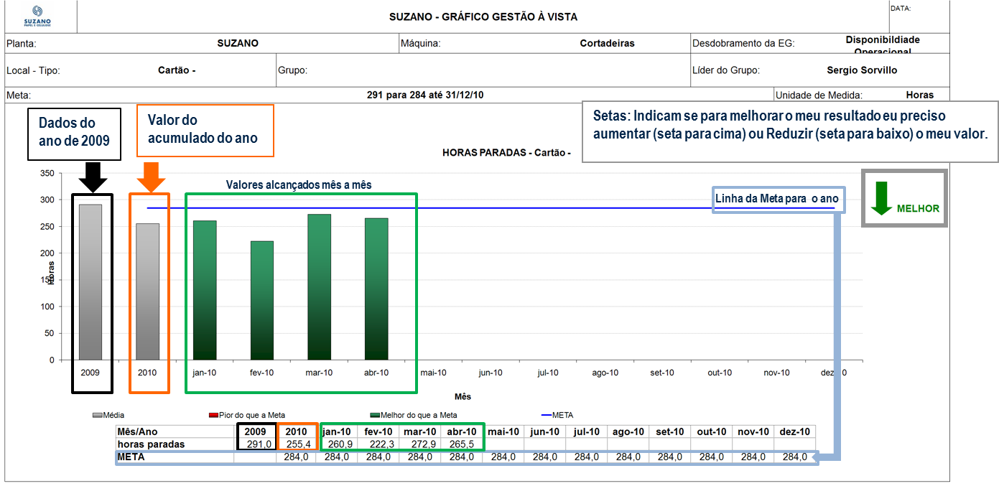 SUZANO
PAPEL E CELULOSE
SUZANO - GRÁFICO GESTÃO À VISTA
DATA:
Planta: SUZANO Máquina: Cortadeiras Desdobramento da EG: Disponibildiade
Operacional
Local - Tipo: Cartão - Grupo: Líder do Grupo: Sergio Sorvillo
Meta: 291 para 284 até 31/12/10 Unidade de Medida: Horas
Dados do
ano de 2009
Valor do
acumulado do ano
Setas: Indicam se para melhorar o meu resultado eu preciso
aumentar (seta para cima) ou Reduzir (seta para baixo) o meu valor.
HORAS PARADAS - Cartão -
Valores alcançados mês a mês
Linha da Meta para o ano
MELHOR
350
300
250
200
150
100
50
0
Horas
2009 2010 jan-10 fev-10 mar-10 abr-10 mai-10 jun-10 jul-10 ago-10 set-10 out-10 nov-10 dez-10
Mês
Média Pior do que a Meta Melhor do que a Meta META
Mês/Ano 2009 2010 jan-10 fev-10 mar-10 abr-10 mai-10 jun-10 jul-10 ago-10 set-10 out-10 nov-10 dez-10
horas paradas 291,0 255,4 260,9 222,3 272,9 265,5
META 284,0 284,0 284,0 284,0 284,0 284,0 284,0 284,0 284,0 284,0 284,0 284,0 284,0